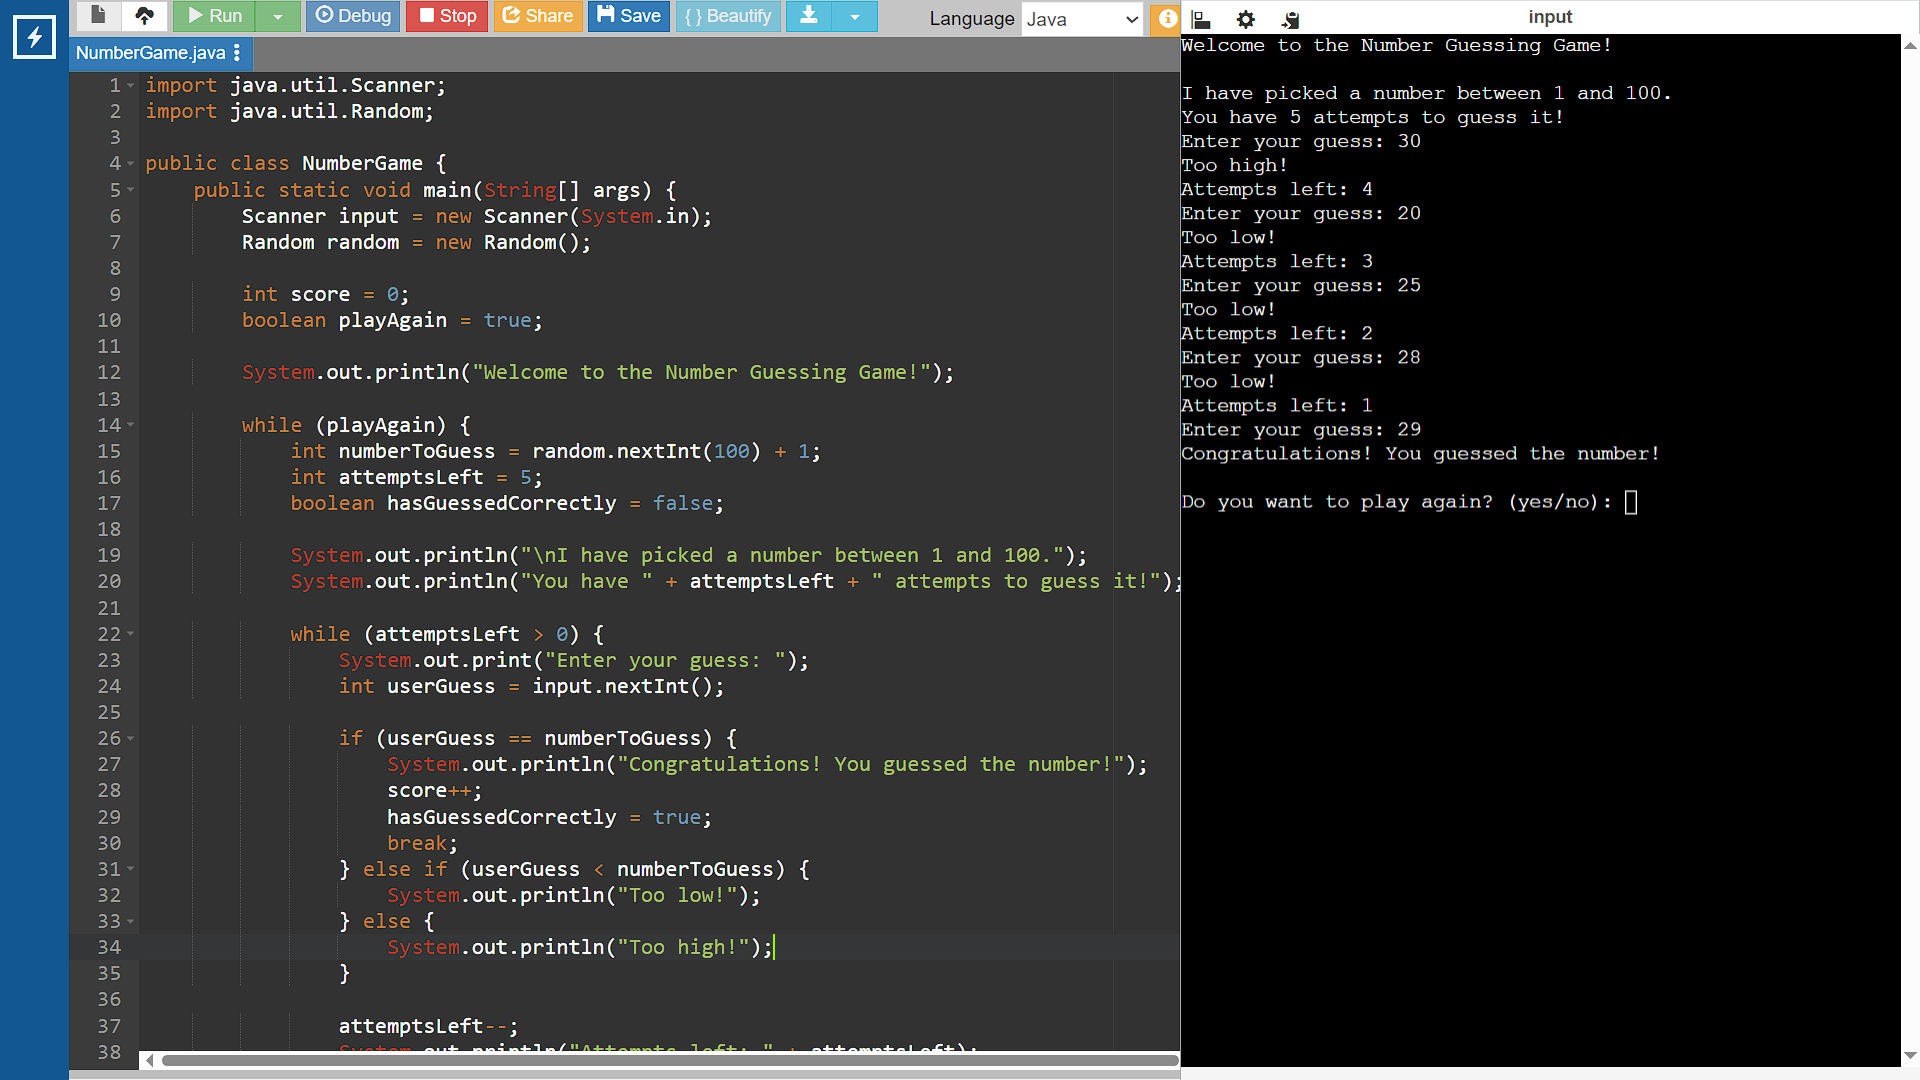 Run
Debug
Stop
Share
Save
{ } Beautify
Language Java
input
NumberGame.java
1 import java.util.Scanner;
2 import java.util.Random;
3
4 public class NumberGame {
5 public static void main(String[] args) {
6 Scanner input = new Scanner(System.in);
7 Random random = new Random();
8
9 int score = 0;
10 boolean playAgain = true;
11
12 System.out.println("Welcome to the Number Guessing Game!");
13
14 while (playAgain) {
15 int numberToGuess = random.nextInt(100) + 1;
16 int attemptsLeft = 5;
17 boolean hasGuessedCorrectly = false;
18
19 System.out.println("\nI have picked a number between 1 and 100.");
20 System.out.println("You have " + attemptsLeft + " attempts to guess it!");
21
22 while (attemptsLeft > 0) {
23 System.out.print("Enter your guess: ");
24 int userGuess = input.nextInt();
25
26 if (userGuess == numberToGuess) {
27 System.out.println("Congratulations! You guessed the number!");
28 score++;
29 hasGuessedCorrectly = true;
30 break;
31 } else if (userGuess < numberToGuess) {
32 System.out.println("Too low!");
33 } else {
34 System.out.println("Too high!");
35 }
36
37 attemptsLeft--;
38 System.out.println("Attempts left: " + attemptsLeft);
Welcome to the Number Guessing Game!
I have picked a number between 1 and 100.
You have 5 attempts to guess it!
Enter your guess: 30
Too high!
Attempts left: 4
Enter your guess: 20
Too low!
Attempts left: 3
Enter your guess: 25
Too low!
Attempts left: 2
Enter your guess: 28
Too low!
Attempts left: 1
Enter your guess: 29
Congratulations! You guessed the number!
Do you want to play again? (yes/no):